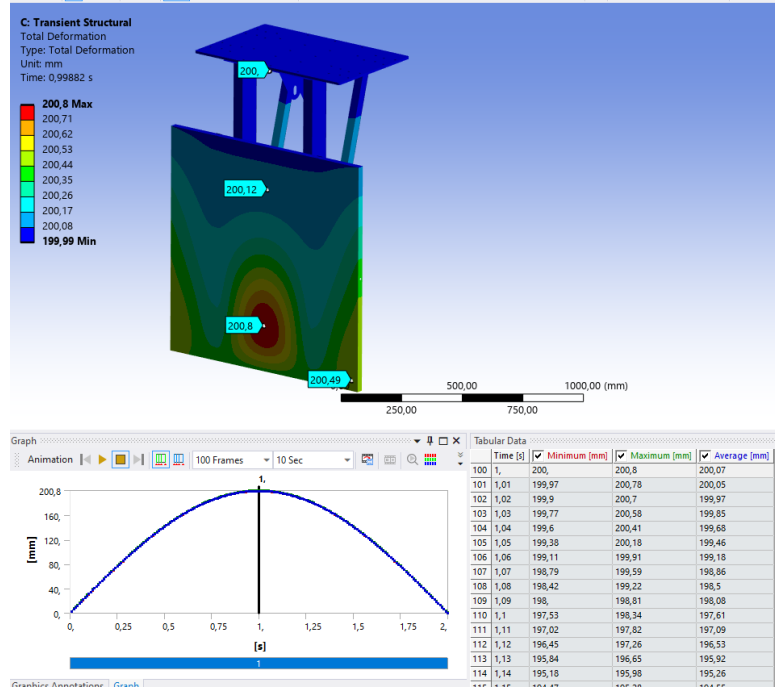 C: Transient Structural
Total Deformation
Type: Total Deformation
Unit: mm
Time: 0,99882 s
200,8 Max
200,71
200,62
200,53
200,44
200,35
200,26
200,17
200,08
199,99 Min
200,
200,12
200,8
200,49
500,00
1000,00 (mm)
250,00
750,00
Graph
Animation
100 Frames
10 Sec
1,
200,8
160,
120,
80,
40,
0,
[mm]
0,
0,25
0,5
0,75
1,
1,25
1,5
1,75
2,
[s]
1
Graphics Annotations
Graph
Tabular Data
Time [s] Minimum [mm] Maximum [mm] Average [mm]
100 1, 200, 200,8 200,07
101 1,01 199,97 200,78 200,05
102 1,02 199,9 200,7 199,97
103 1,03 199,77 200,58 199,85
104 1,04 199,6 200,41 199,68
105 1,05 199,38 200,18 199,46
106 1,06 199,11 199,91 199,18
107 1,07 198,79 199,59 198,86
108 1,08 198,42 199,22 198,5
109 1,09 198, 198,81 198,08
110 1,1 197,53 198,34 197,61
111 1,11 197,02 197,82 197,09
112 1,12 196,45 197,26 196,53
113 1,13 195,84 196,65 195,92
114 1,14 195,18 195,98 195,26